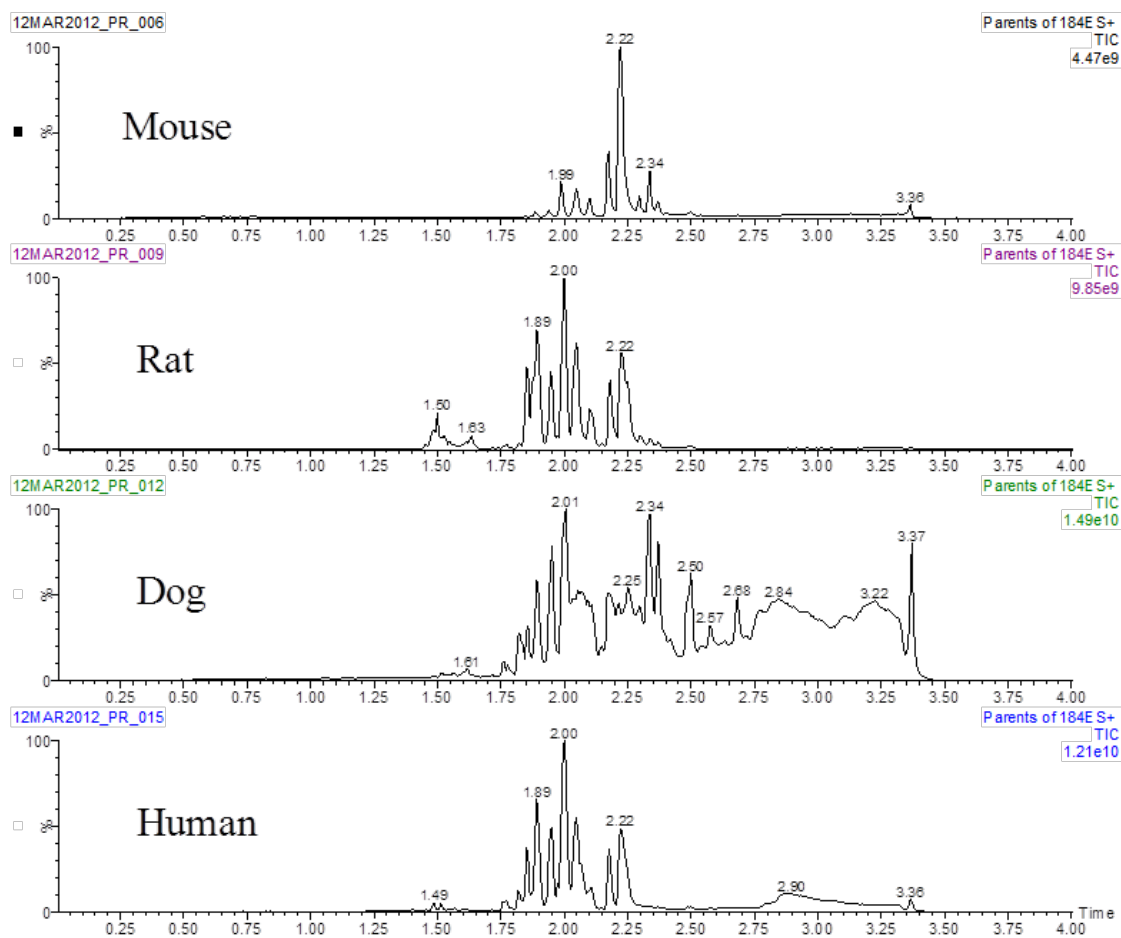 12MAR2012_PR_006
Parents of 184ES+
TIC
4.47e9
100
%
0
Mouse
1.99
2.22
2.34
3.36
0.25 0.50 0.75 1.00 1.25 1.50 1.75 2.00 2.25 2.50 2.75 3.00 3.25 3.50 3.75 4.00
12MAR2012_PR_009
Parents of 184ES+
TIC
9.85e9
100
%
0
Rat
1.50
1.63
1.89
2.00
2.22
0.25 0.50 0.75 1.00 1.25 1.50 1.75 2.00 2.25 2.50 2.75 3.00 3.25 3.50 3.75 4.00
12MAR2012_PR_012
Parents of 184ES+
TIC
1.49e10
100
%
0
Dog
1.61
2.01
2.25
2.34
2.50
2.57
2.68
2.84
3.22
3.37
0.25 0.50 0.75 1.00 1.25 1.50 1.75 2.00 2.25 2.50 2.75 3.00 3.25 3.50 3.75 4.00
12MAR2012_PR_015
Parents of 184ES+
TIC
1.21e10
100
%
0
Human
1.49
1.89
2.00
2.22
2.90
3.36
Time
0.25 0.50 0.75 1.00 1.25 1.50 1.75 2.00 2.25 2.50 2.75 3.00 3.25 3.50 3.75 4.00